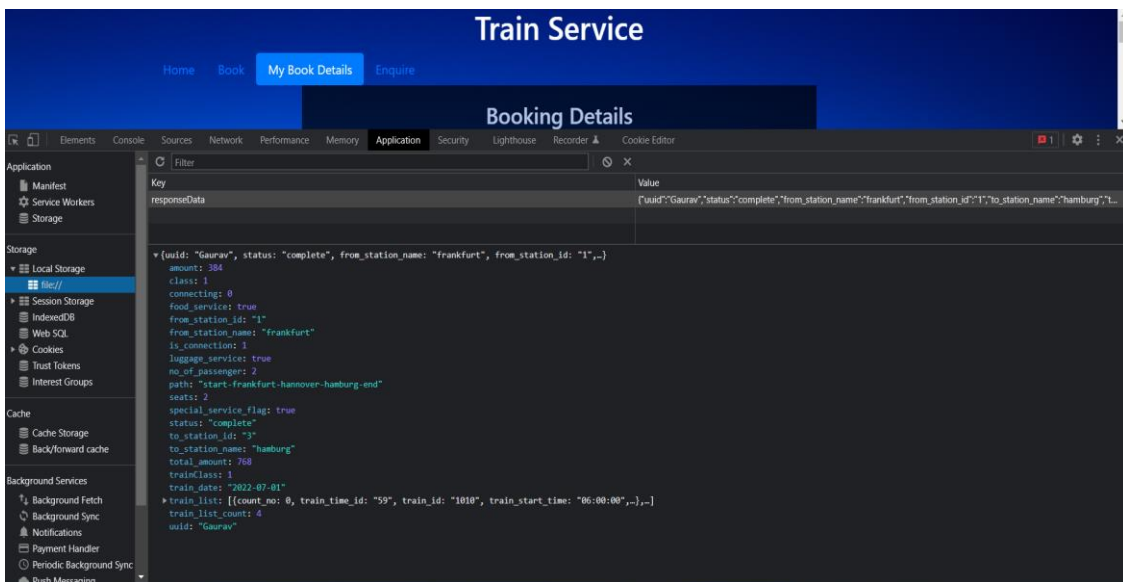 Train Service
Home Book My Book Details Enquire
Booking Details
Elements Console Sources Network Performance Memory Application Security Lighthouse Recorder Cookie Editor 1
Application
Manifest
Service Workers
Storage
Storage
Local Storage
file://
Session Storage
IndexedDB
Web SQL
Cookies
Trust Tokens
Interest Groups
Cache
Cache Storage
Back/forward cache
Background Services
Background Fetch
Background Sync
Notifications
Payment Handler
Periodic Background Sync
Push Messaging
Filter
Key Value
responseData {"uuid":"Gaurav","status":"complete","from_station_name":"frankfurt","from_station_id":"1","to_station_name":"hamburg","t...
{uuid: "Gaurav", status: "complete", from_station_name: "frankfurt", from_station_id: "1",…}
amount: 384
class: 1
connecting: 0
food_service: true
from_station_id: "1"
from_station_name: "frankfurt"
is_connection: 1
luggage_service: true
no_of_passenger: 2
path: "start-frankfurt-hannover-hamburg-end"
seats: 2
special_service_flag: true
status: "complete"
to_station_id: "3"
to_station_name: "hamburg"
total_amount: 768
trainClass: 1
train_date: "2022-07-01"
train_list: [{count_no: 0, train_time_id: "59", train_id: "1010", train_start_time: "06:00:00",…},…]
train_list_count: 4
uuid: "Gaurav"